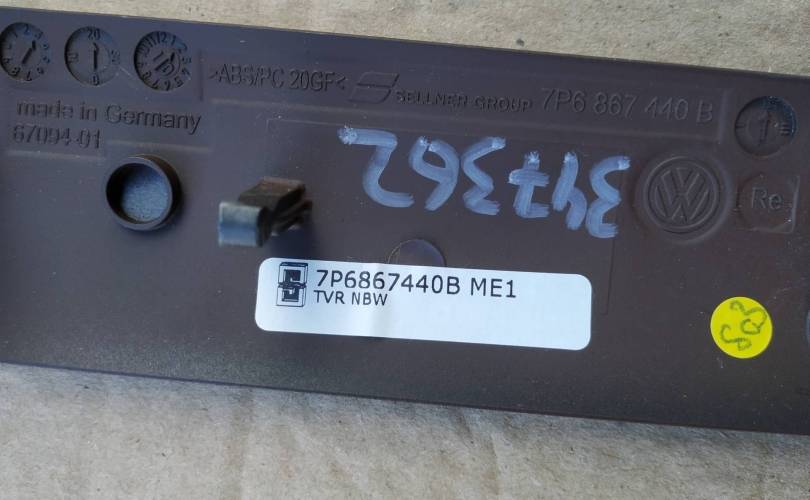 >ABS/PC 20GF< SELLNER GROUP 7P6 867 440 B
made in Germany
67094-01
347362
Re
7P6867440B ME1
TVR NBW